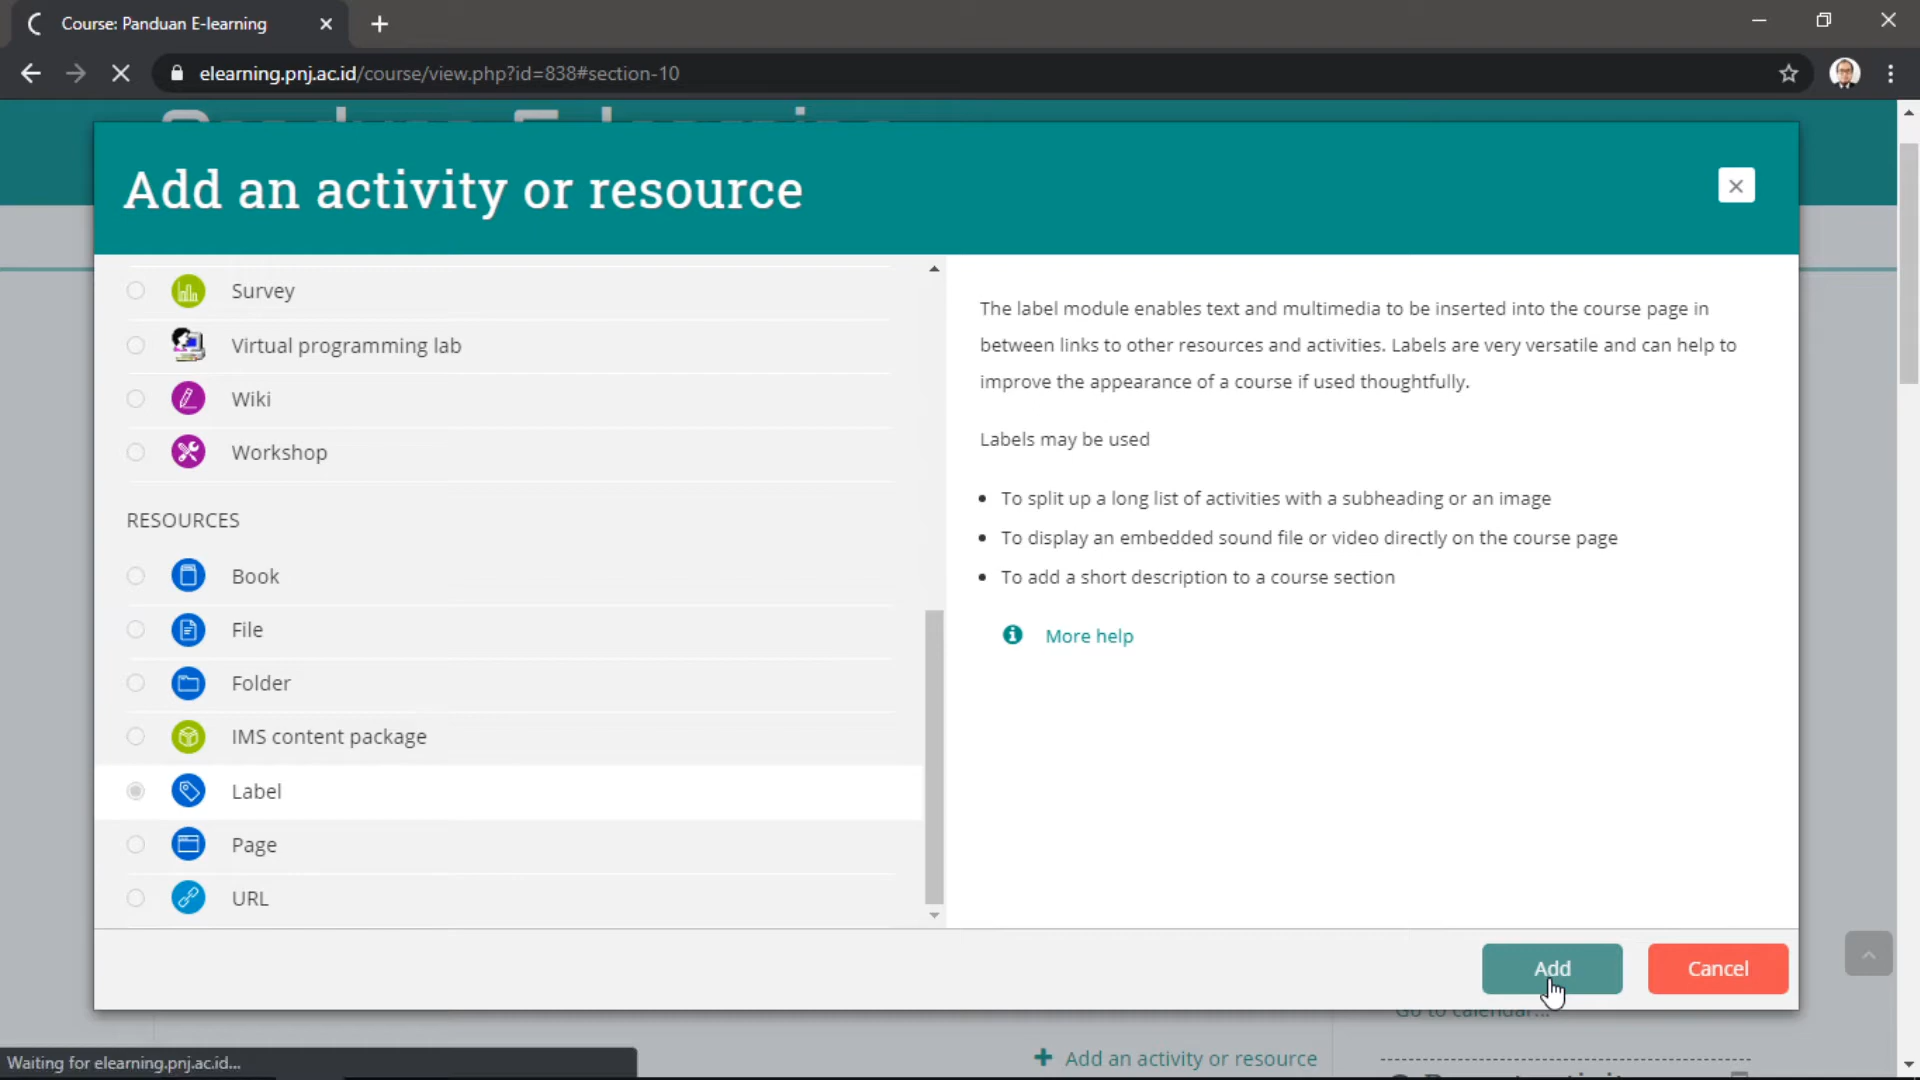 Course: Panduan E-learning
elearning.pnj.ac.id/course/view.php?id=838#section-10
Add an activity or resource
Survey
Virtual programming lab
Wiki
Workshop
RESOURCES
Book
File
Folder
IMS content package
Label
Page
URL
The label module enables text and multimedia to be inserted into the course page in
between links to other resources and activities. Labels are very versatile and can help to
improve the appearance of a course if used thoughtfully.
Labels may be used
To split up a long list of activities with a subheading or an image
To display an embedded sound file or video directly on the course page
To add a short description to a course section
More help
Add
Cancel
Go to calendar...
Add an activity or resource
Waiting for elearning.pnj.ac.id...